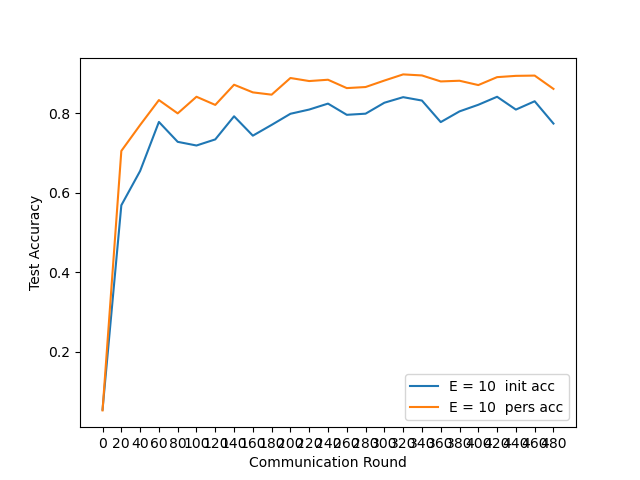 0.8
0.6
0.4
0.2
Test Accuracy
E = 10  init acc
E = 10  pers acc
0 20 40 60 80 100 120 140 160 180 200 220 240 260 280 300 320 340 360 380 400 420 440 460 480
Communication Round